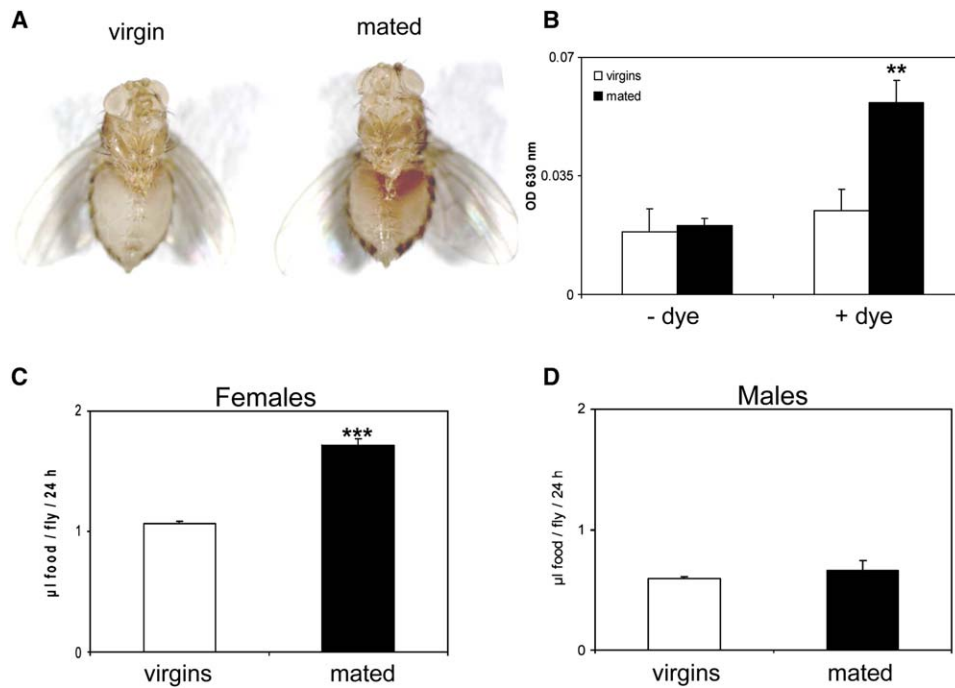 A
virgin
mated
B
virgins
mated
**
0.07
0.035
0
OD 630 nm
- dye
+ dye
C
Females
***
2
1
0
µl food / fly / 24 h
virgins
mated
D
Males
2
1
0
µl food / fly / 24 h
virgins
mated